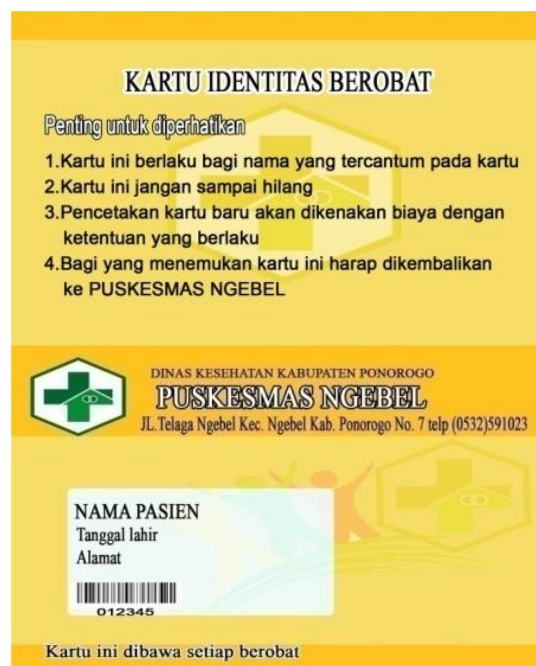 KARTU IDENTITAS BEROBAT
Penting untuk diperhatikan
1.Kartu ini berlaku bagi nama yang tercantum pada kartu
2.Kartu ini jangan sampai hilang
3.Pencetakan kartu baru akan dikenakan biaya dengan
ketentuan yang berlaku
4.Bagi yang menemukan kartu ini harap dikembalikan
ke PUSKESMAS NGEBEL
DINAS KESEHATAN KABUPATEN PONOROGO
PUSKESMAS NGEBEL
JL.Telaga Ngebel Kec. Ngebel Kab. Ponorogo No. 7 telp (0532)591023
NAMA PASIEN
Tanggal lahir
Alamat
012345
Kartu ini dibawa setiap berobat